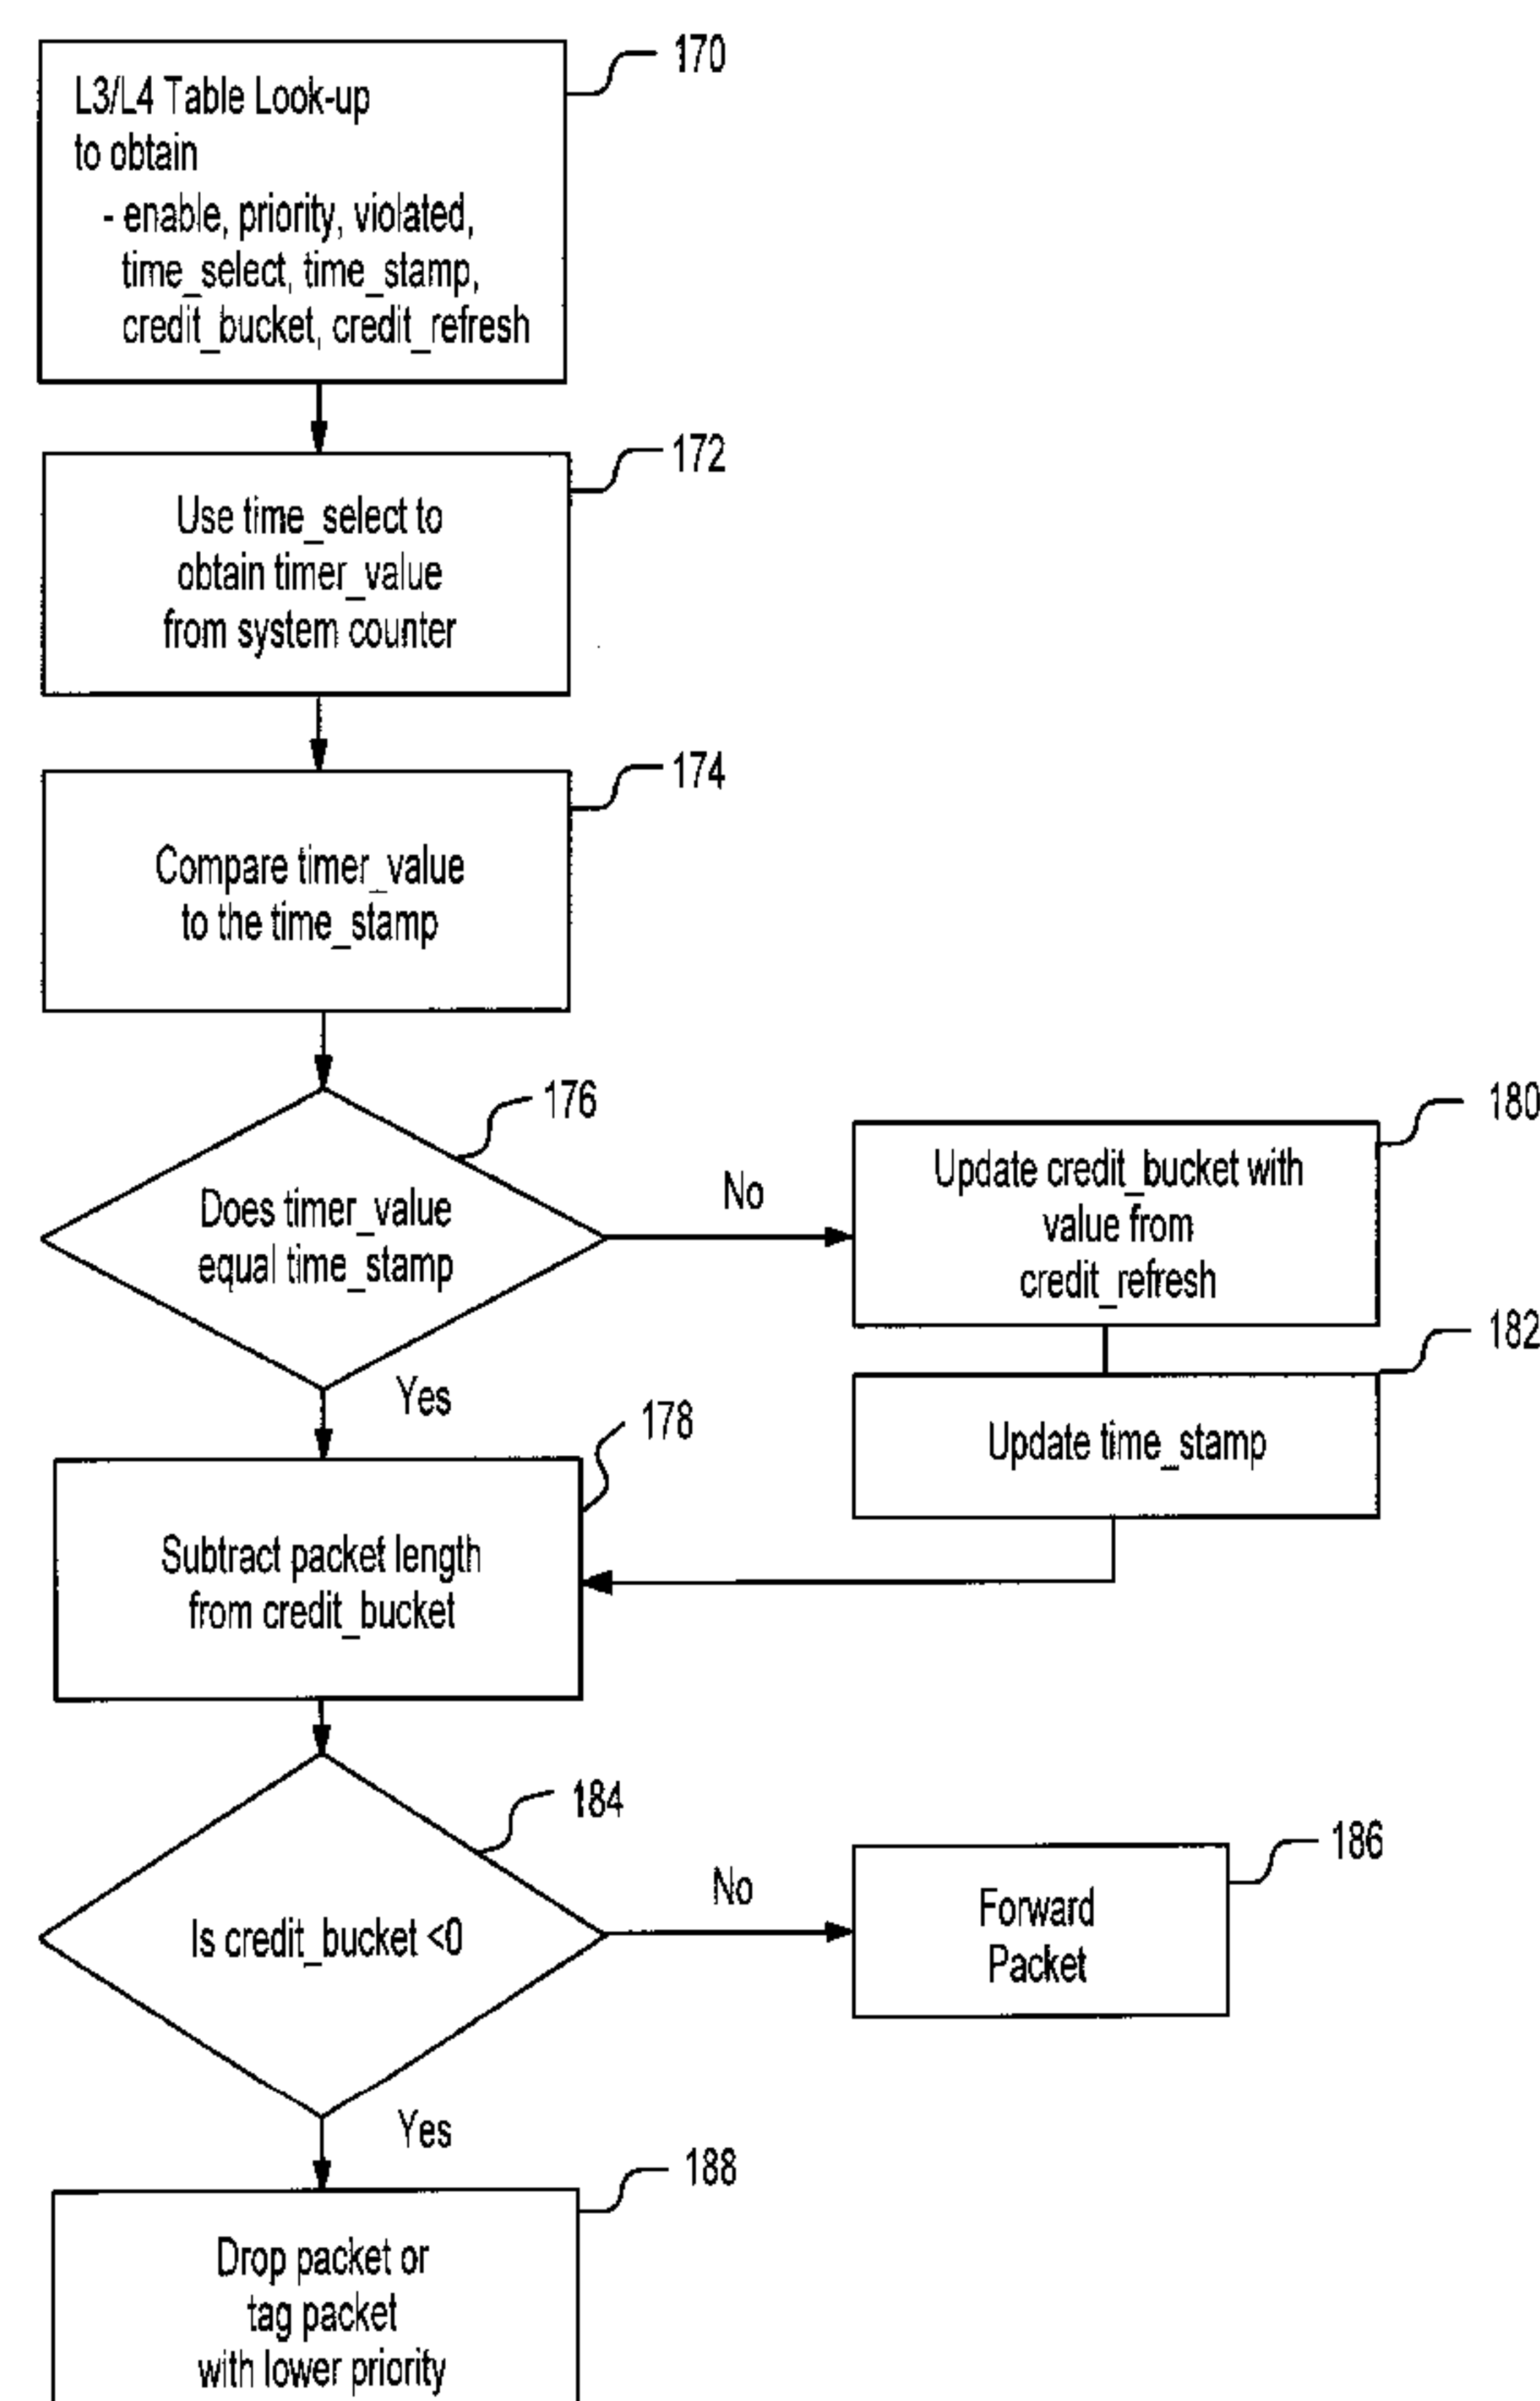 170
L3/L4 Table Look-up
to obtain
- enable, priority, violated,
time_select, time_stamp,
credit_bucket, credit_refresh
172
Use time_select to
obtain timer_value
from system counter
174
Compare timer_value
to the time_stamp
176
Does timer_value
equal time_stamp
No
180
Update credit_bucket with
value from
credit_refresh
182
Update time_stamp
Yes
178
Subtract packet length
from credit_bucket
184
Is credit_bucket <0
No
186
Forward
Packet
Yes
188
Drop packet or
tag packet
with lower priority